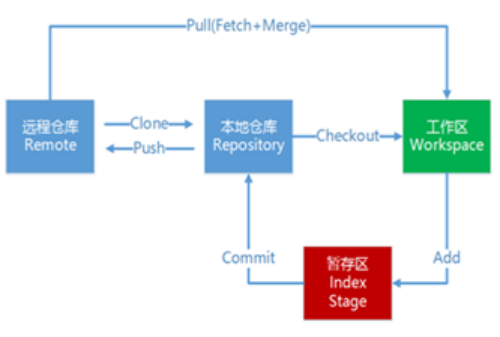 Pull(Fetch+Merge)
远程仓库
Remote
Clone
Push
本地仓库
Repository
Checkout
工作区
Workspace
Commit
暂存区
Index
Stage
Add